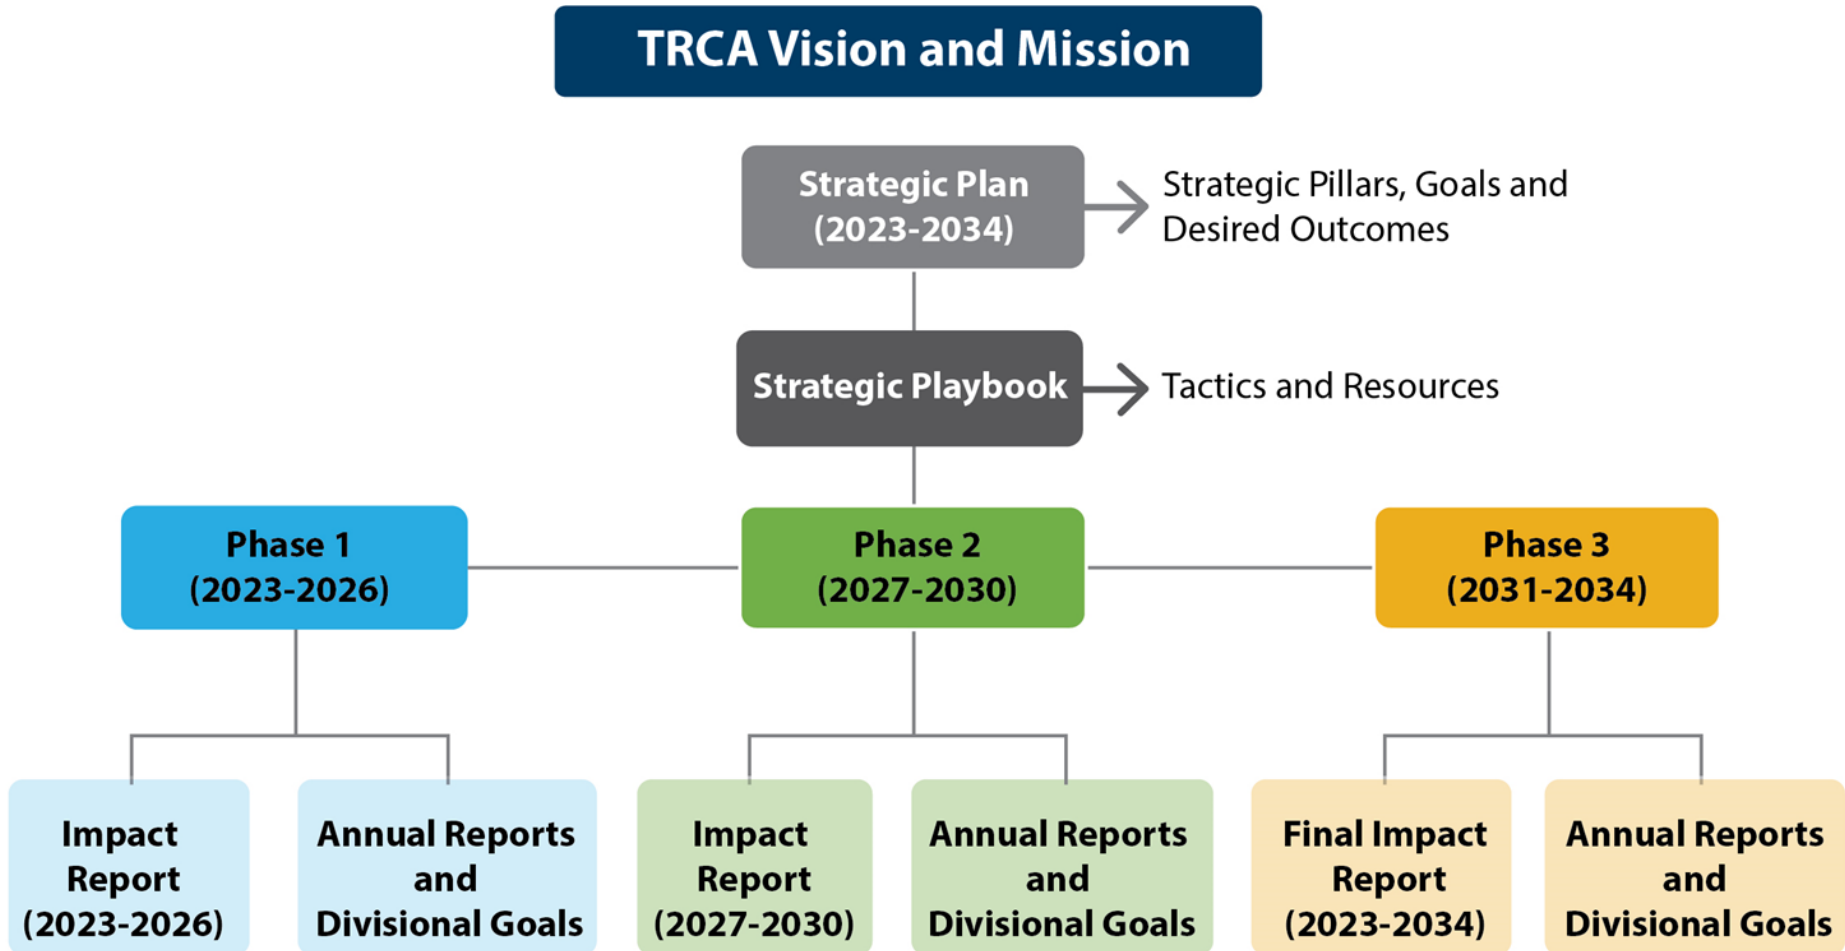 TRCA Vision and Mission
Strategic Plan
(2023-2034)
Strategic Pillars, Goals and
Desired Outcomes
Strategic Playbook
Tactics and Resources
Phase 1
(2023-2026)
Phase 2
(2027-2030)
Phase 3
(2031-2034)
Impact
Report
(2023-2026)
Annual Reports
and
Divisional Goals
Impact
Report
(2027-2030)
Annual Reports
and
Divisional Goals
Final Impact
Report
(2023-2034)
Annual Reports
and
Divisional Goals